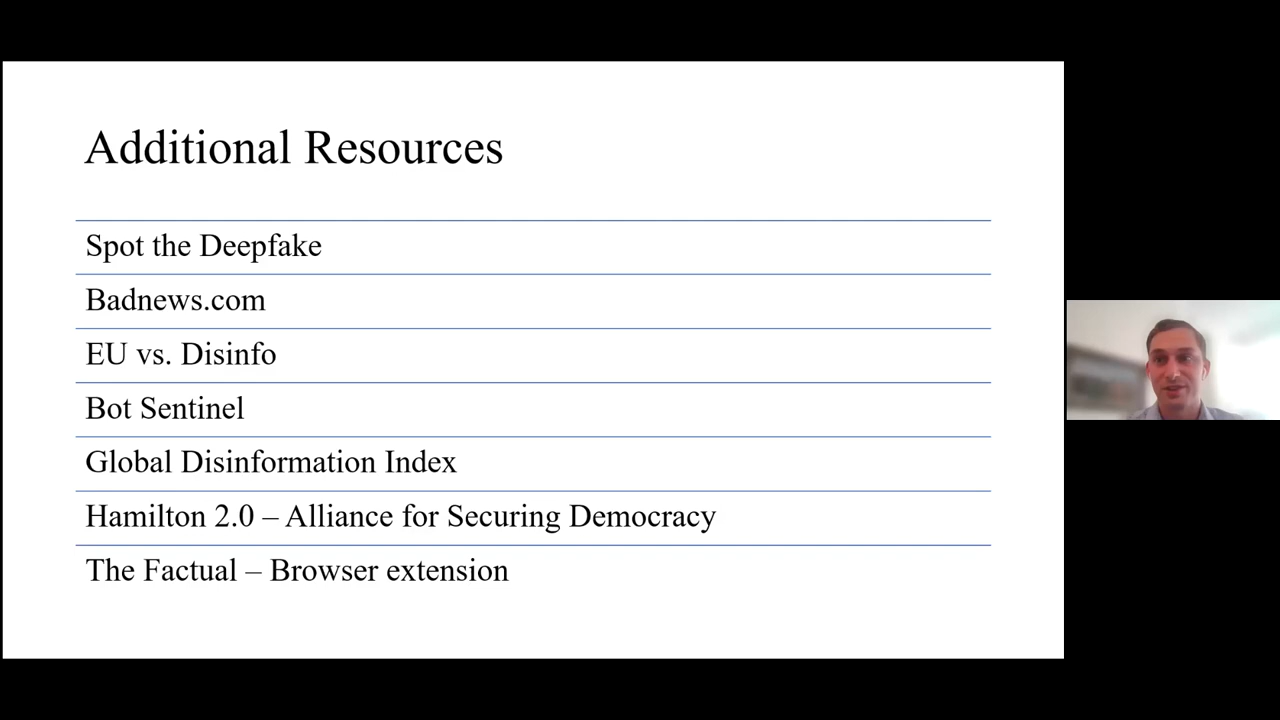 Additional Resources
Spot the Deepfake
Badnews.com
EU vs. Disinfo
Bot Sentinel
Global Disinformation Index
Hamilton 2.0 – Alliance for Securing Democracy
The Factual – Browser extension